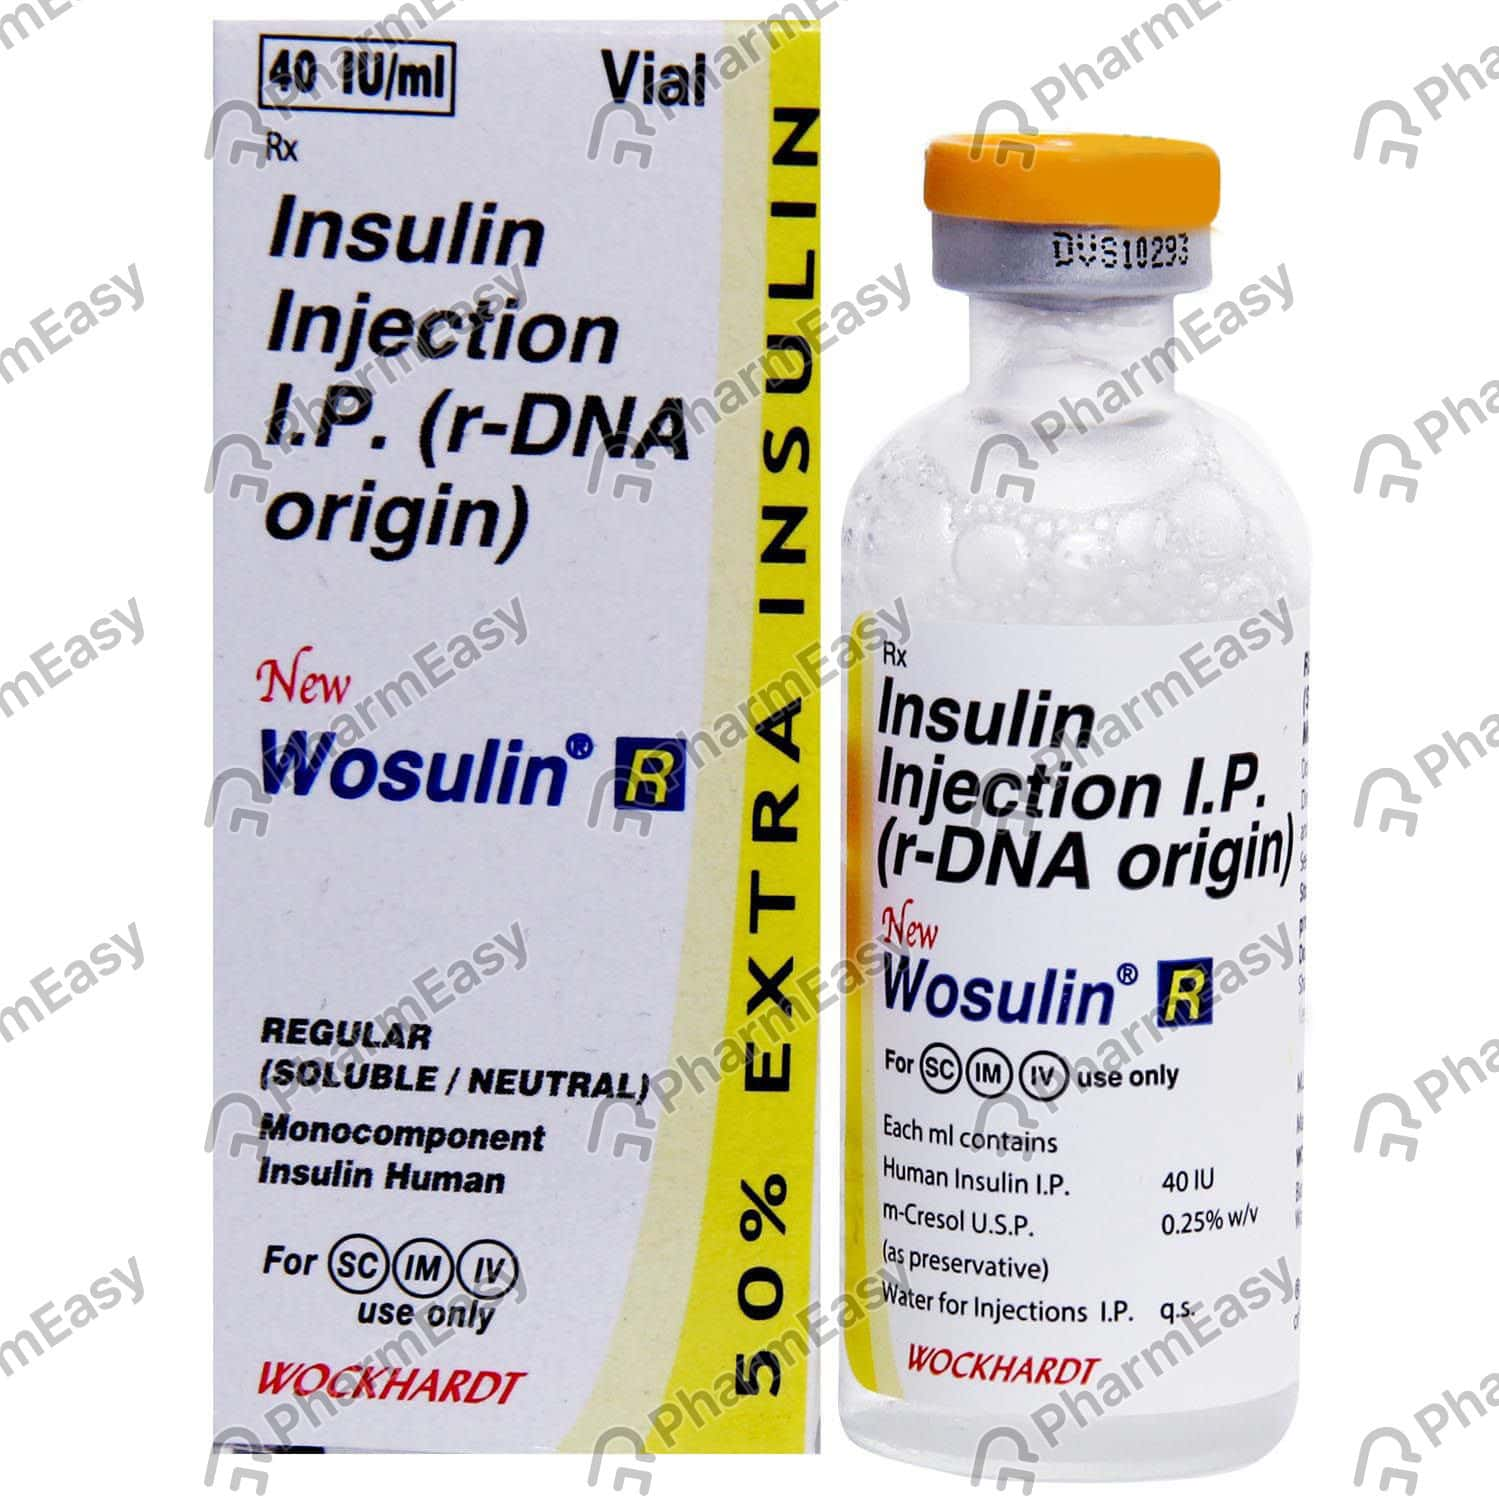 40 IU/ml
Vial
Rx
Insulin
Injection
I.P. (r-DNA
origin)
New
Wosulin® R
REGULAR
(SOLUBLE / NEUTRAL)
Monocomponent
Insulin Human
For SC IM IV
use only
WOCKHARDT
50% EXTRA INSULIN
DVS10293
Rx
Insulin
Injection I.P.
(r-DNA origin)
New
Wosulin® R
For SC IM IV use only
Each ml contains
Human Insulin I.P. 40 IU
m-Cresol U.S.P. 0.25% w/v
(as preservative)
Water for Injections I.P. q.s.
WOCKHARDT
PharmEasy